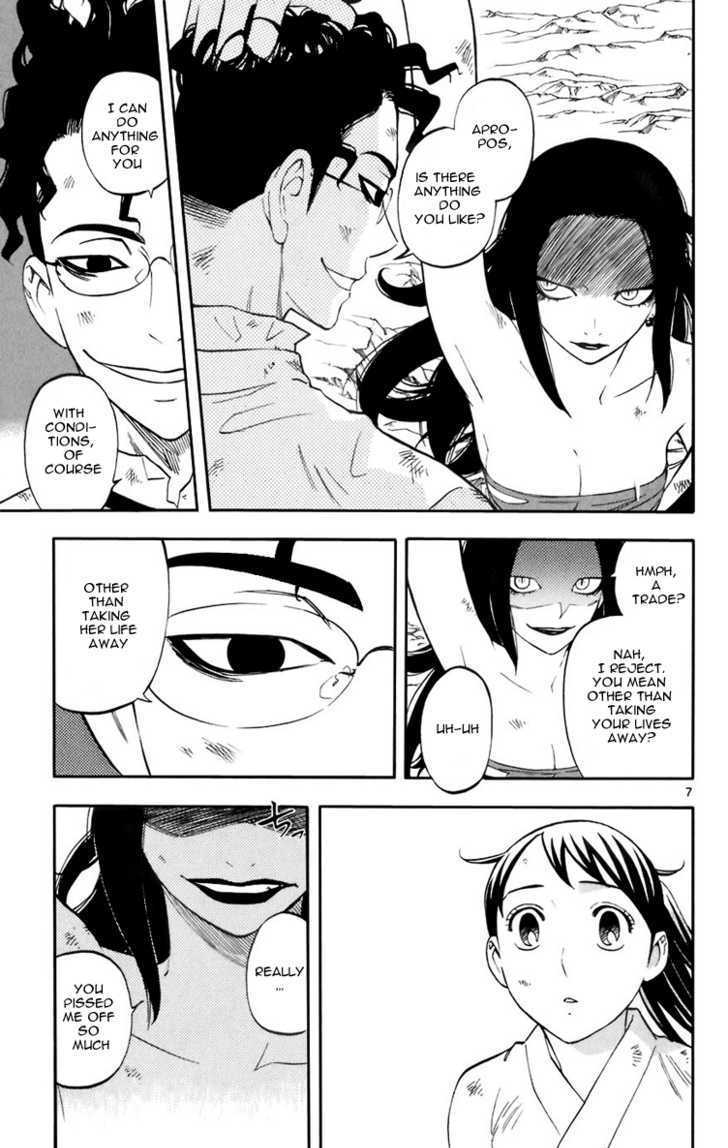 APRO-
POS,
IS THERE
ANYTHING
DO YOU
LIKE?
I CAN
DO
ANYTHING
FOR
YOU
WITH
CONDI-
TIONS,
OF
COURSE
HMPH,
A
TRADE?
NAH,
I REJECT.
YOU MEAN
OTHER THAN
TAKING
YOUR LIVES
AWAY?
UH-UH
OTHER
THAN
TAKING
HER LIFE
AWAY
7
REALLY
...
YOU
PISSED
ME OFF
SO
MUCH